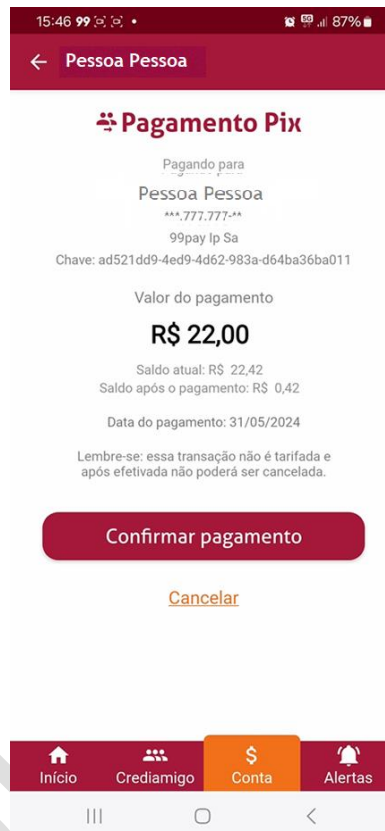 15:46 99 87%
Pessoa Pessoa
Pagamento Pix
Pagando para
Pessoa Pessoa
***.777.777-**
99pay Ip Sa
Chave: ad521dd9-4ed9-4d62-983a-d64ba36ba011
Valor do pagamento
R$ 22,00
Saldo atual: R$ 22,42
Saldo após o pagamento: R$ 0,42
Data do pagamento: 31/05/2024
Lembre-se: essa transação não é tarifada e
após efetivada não poderá ser cancelada.
Confirmar pagamento
Cancelar
Início Crediamigo Conta Alertas